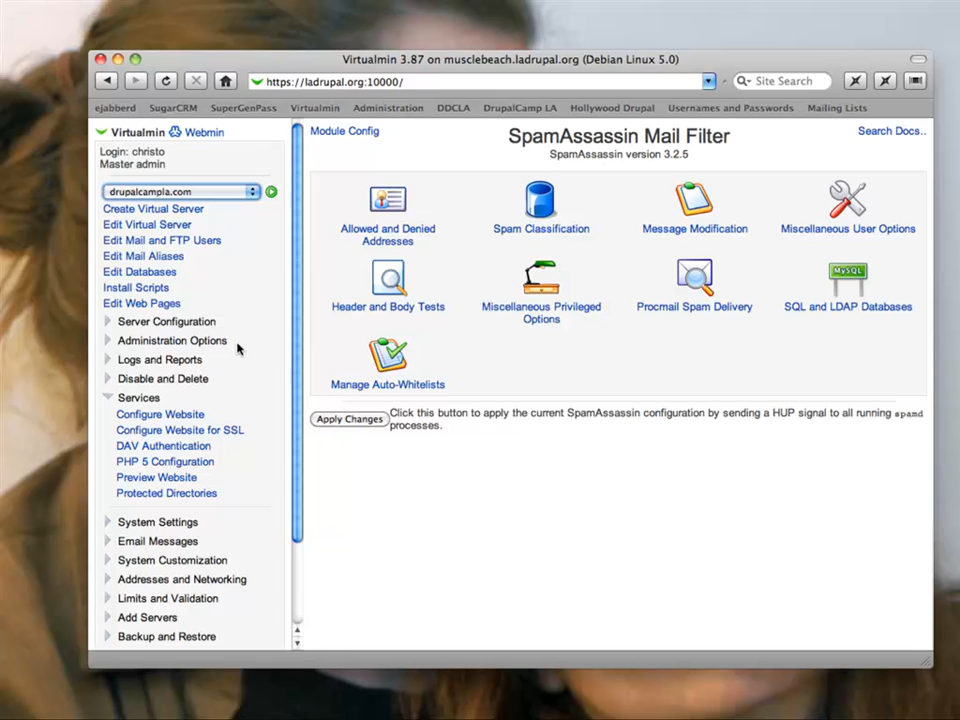 Virtualmin 3.87 on musclebeach.ladrupal.org (Debian Linux 5.0)
https://ladrupal.org:10000/
Site Search
ejabberd SugarCRM SuperGenPass Virtualmin Administration DDCLA DrupalCamp LA Hollywood Drupal Usernames and Passwords Mailing Lists
Virtualmin Webmin
Login: christo
Master admin
drupalcampla.com
Create Virtual Server
Edit Virtual Server
Edit Mail and FTP Users
Edit Mail Aliases
Edit Databases
Install Scripts
Edit Web Pages
Server Configuration
Administration Options
Logs and Reports
Disable and Delete
Services
Configure Website
Configure Website for SSL
DAV Authentication
PHP 5 Configuration
Preview Website
Protected Directories
System Settings
Email Messages
System Customization
Addresses and Networking
Limits and Validation
Add Servers
Backup and Restore
Module Config
SpamAssassin Mail Filter
Search Docs..
SpamAssassin version 3.2.5
Allowed and Denied
Addresses
Spam Classification
Message Modification
Miscellaneous User Options
Header and Body Tests
Miscellaneous Privileged
Options
Procmail Spam Delivery
MySQL
SQL and LDAP Databases
Manage Auto-Whitelists
Apply Changes
Click this button to apply the current SpamAssassin configuration by sending a HUP signal to all running spamd
processes.